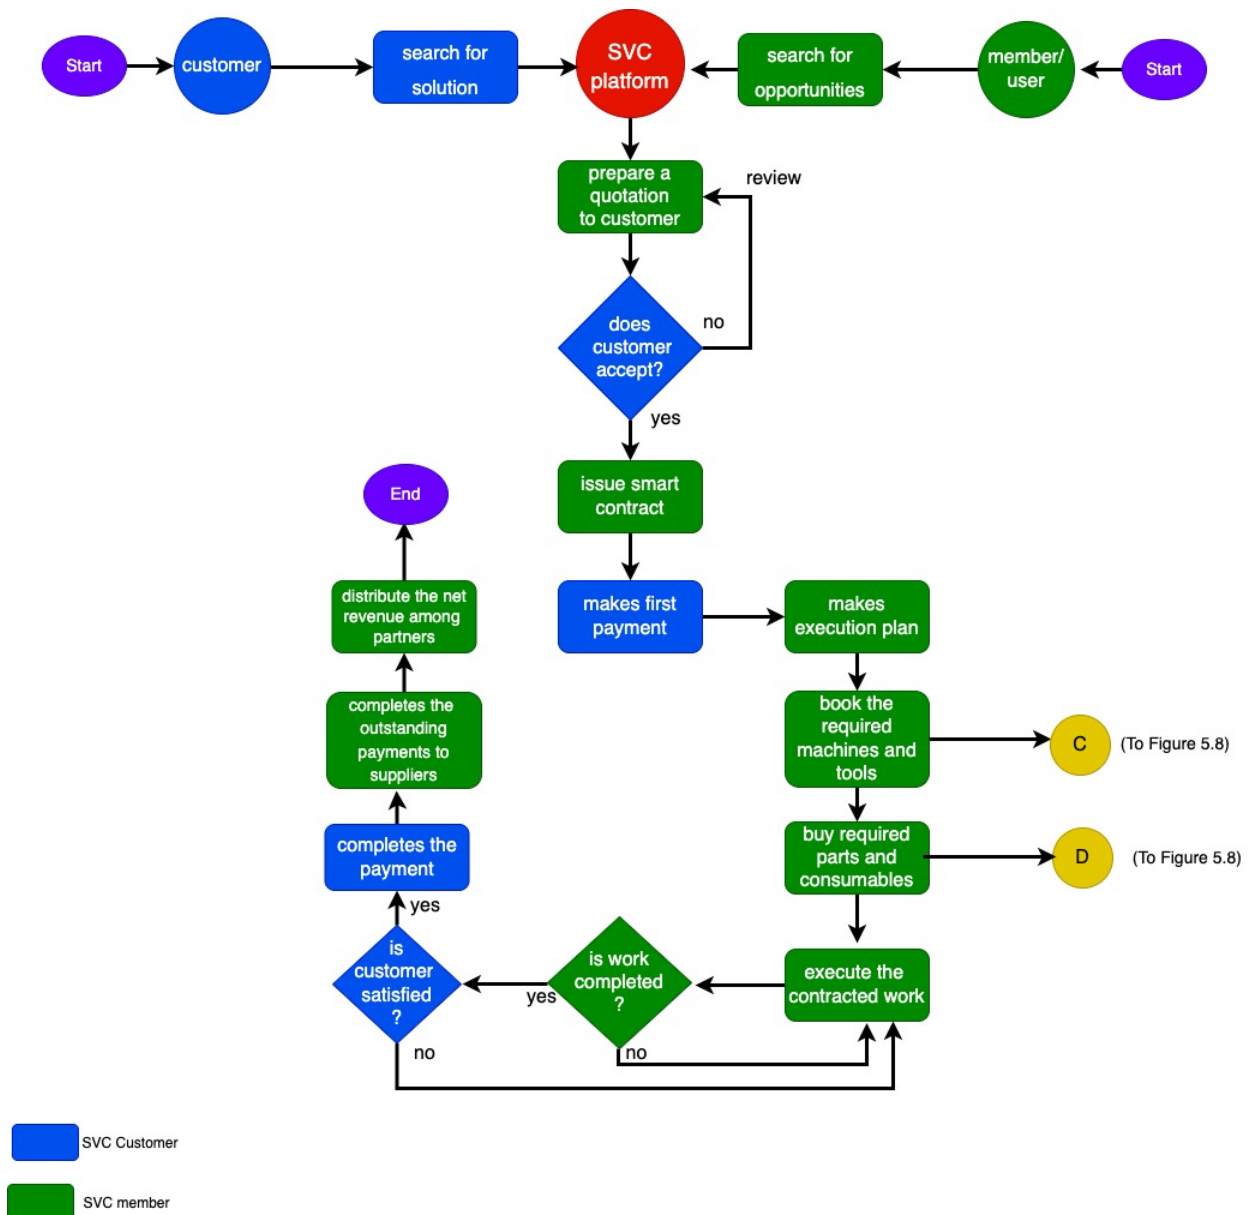 Start
customer
search for
solution
SVC
platform
search for
opportunities
member/
user
Start
prepare a
quotation
to customer
review
does
customer
accept?
no
yes
issue smart
contract
End
distribute the net
revenue among
partners
makes first
payment
makes
execution plan
completes the
outstanding
payments to
suppliers
book the
required
machines and
tools
C
(To Figure 5.8)
completes the
payment
buy required
parts and
consumables
D
(To Figure 5.8)
yes
is
customer
satisfied
?
yes
is work
completed
?
execute the
contracted work
no
no
SVC Customer
SVC member